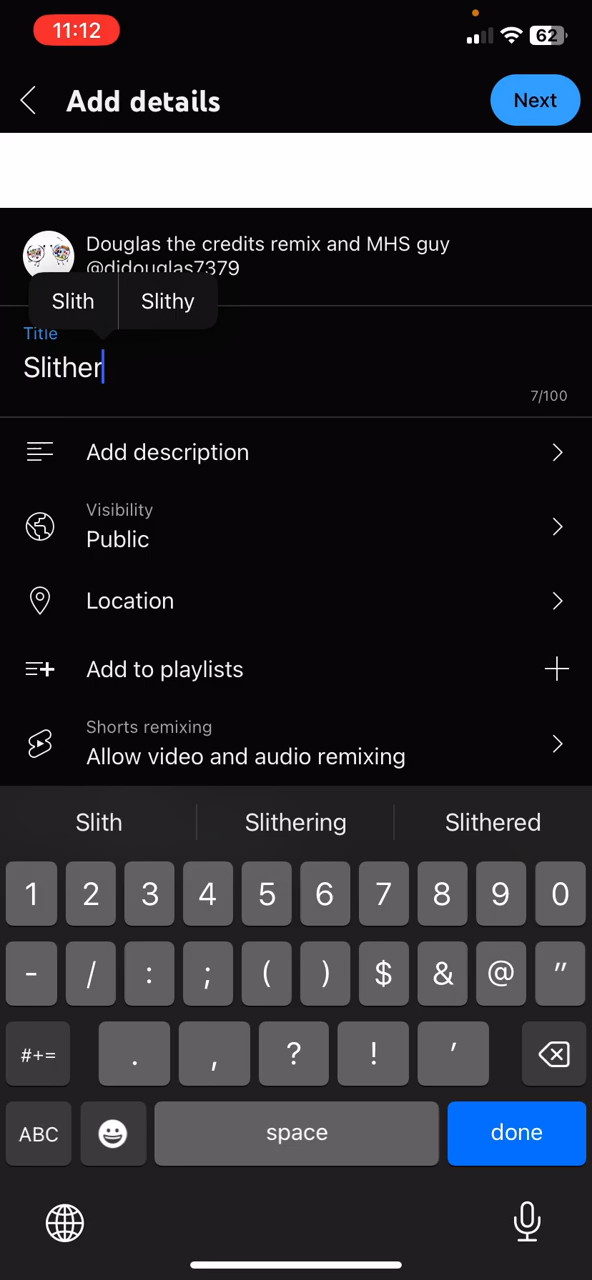 11:12
62
Add details
Next
Douglas the credits remix and MHS guy
@didouglas7379
Slith
Slithy
Title
Slither
7/100
Add description
Visibility
Public
Location
Add to playlists
Shorts remixing
Allow video and audio remixing
Slith
Slithering
Slithered
1 2 3 4 5 6 7 8 9 0
- / : ; ( ) $ & @ "
#+= . , ? ! '
ABC
space
done